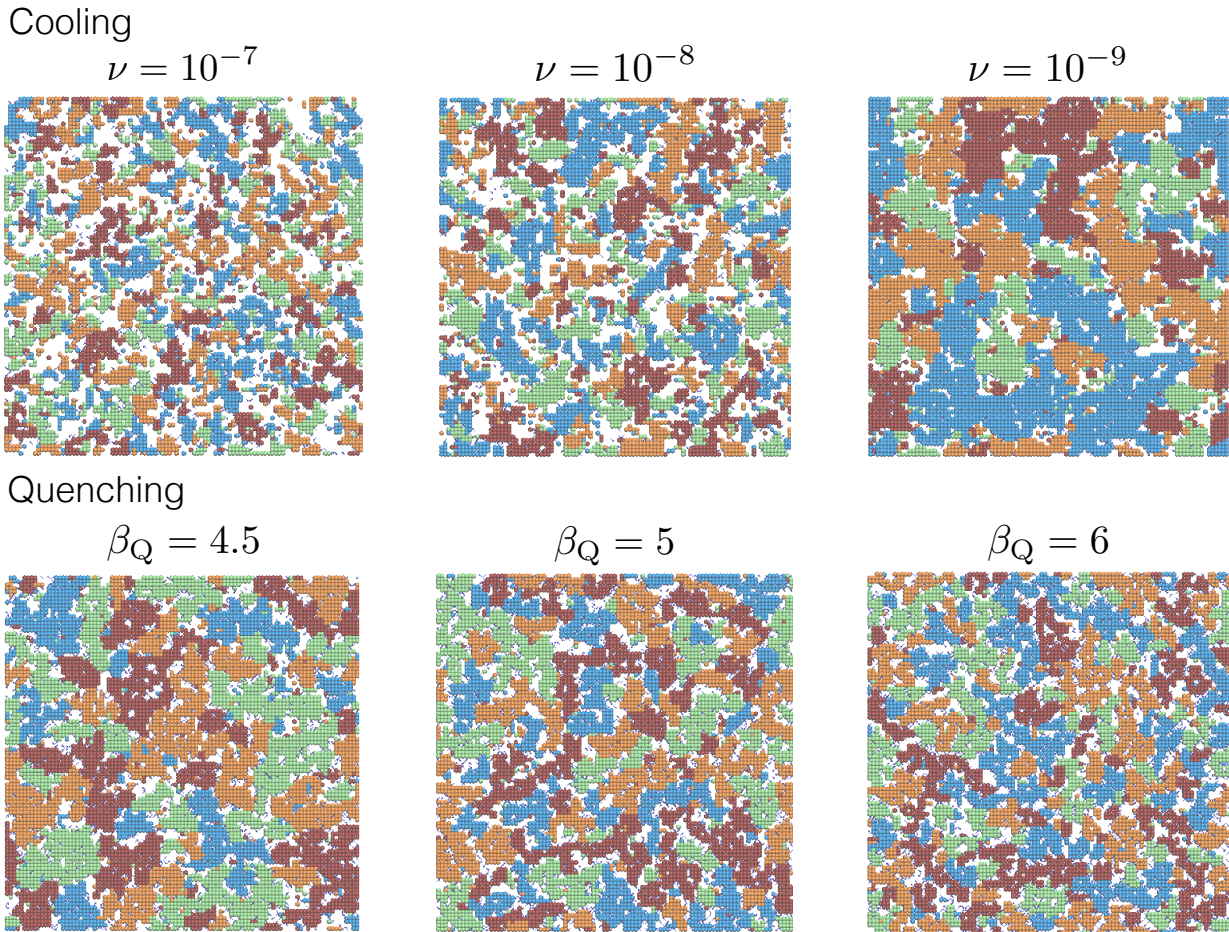 Cooling
ν = 10⁻⁷ ν = 10⁻⁸ ν = 10⁻⁹
Quenching
β_Q = 4.5 β_Q = 5 β_Q = 6